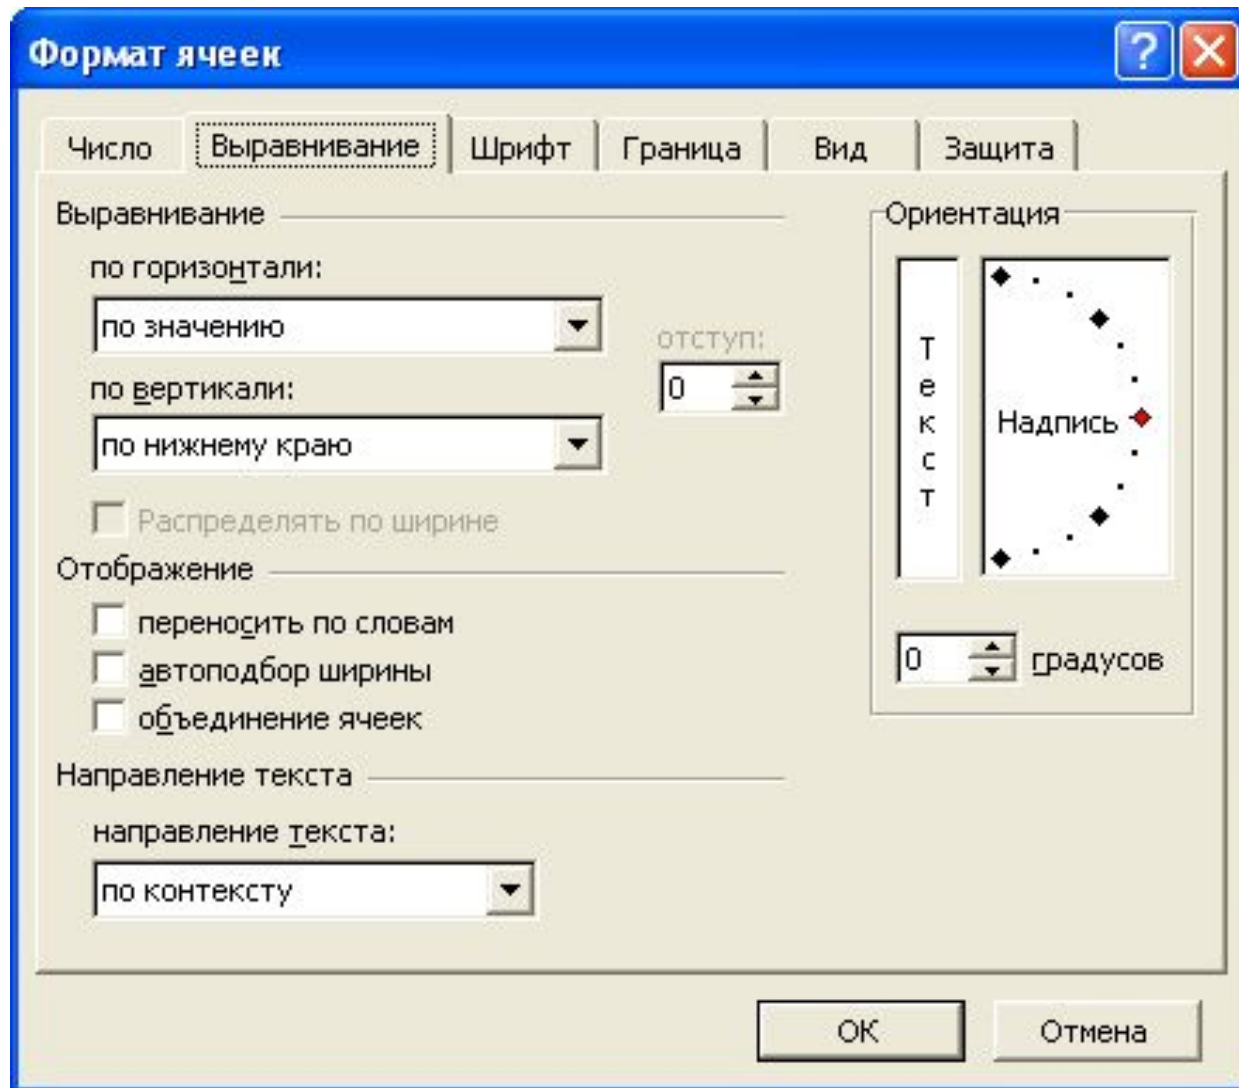 Формат ячеек
Число Выравнивание Шрифт Граница Вид Защита
Выравнивание
по горизонтали:
по значению
отступ:
0
по вертикали:
по нижнему краю
Распределять по ширине
Отображение
переносить по словам
автоподбор ширины
объединение ячеек
Направление текста
направление текста:
по контексту
Ориентация
Текст
Надпись
0 градусов
ОК Отмена